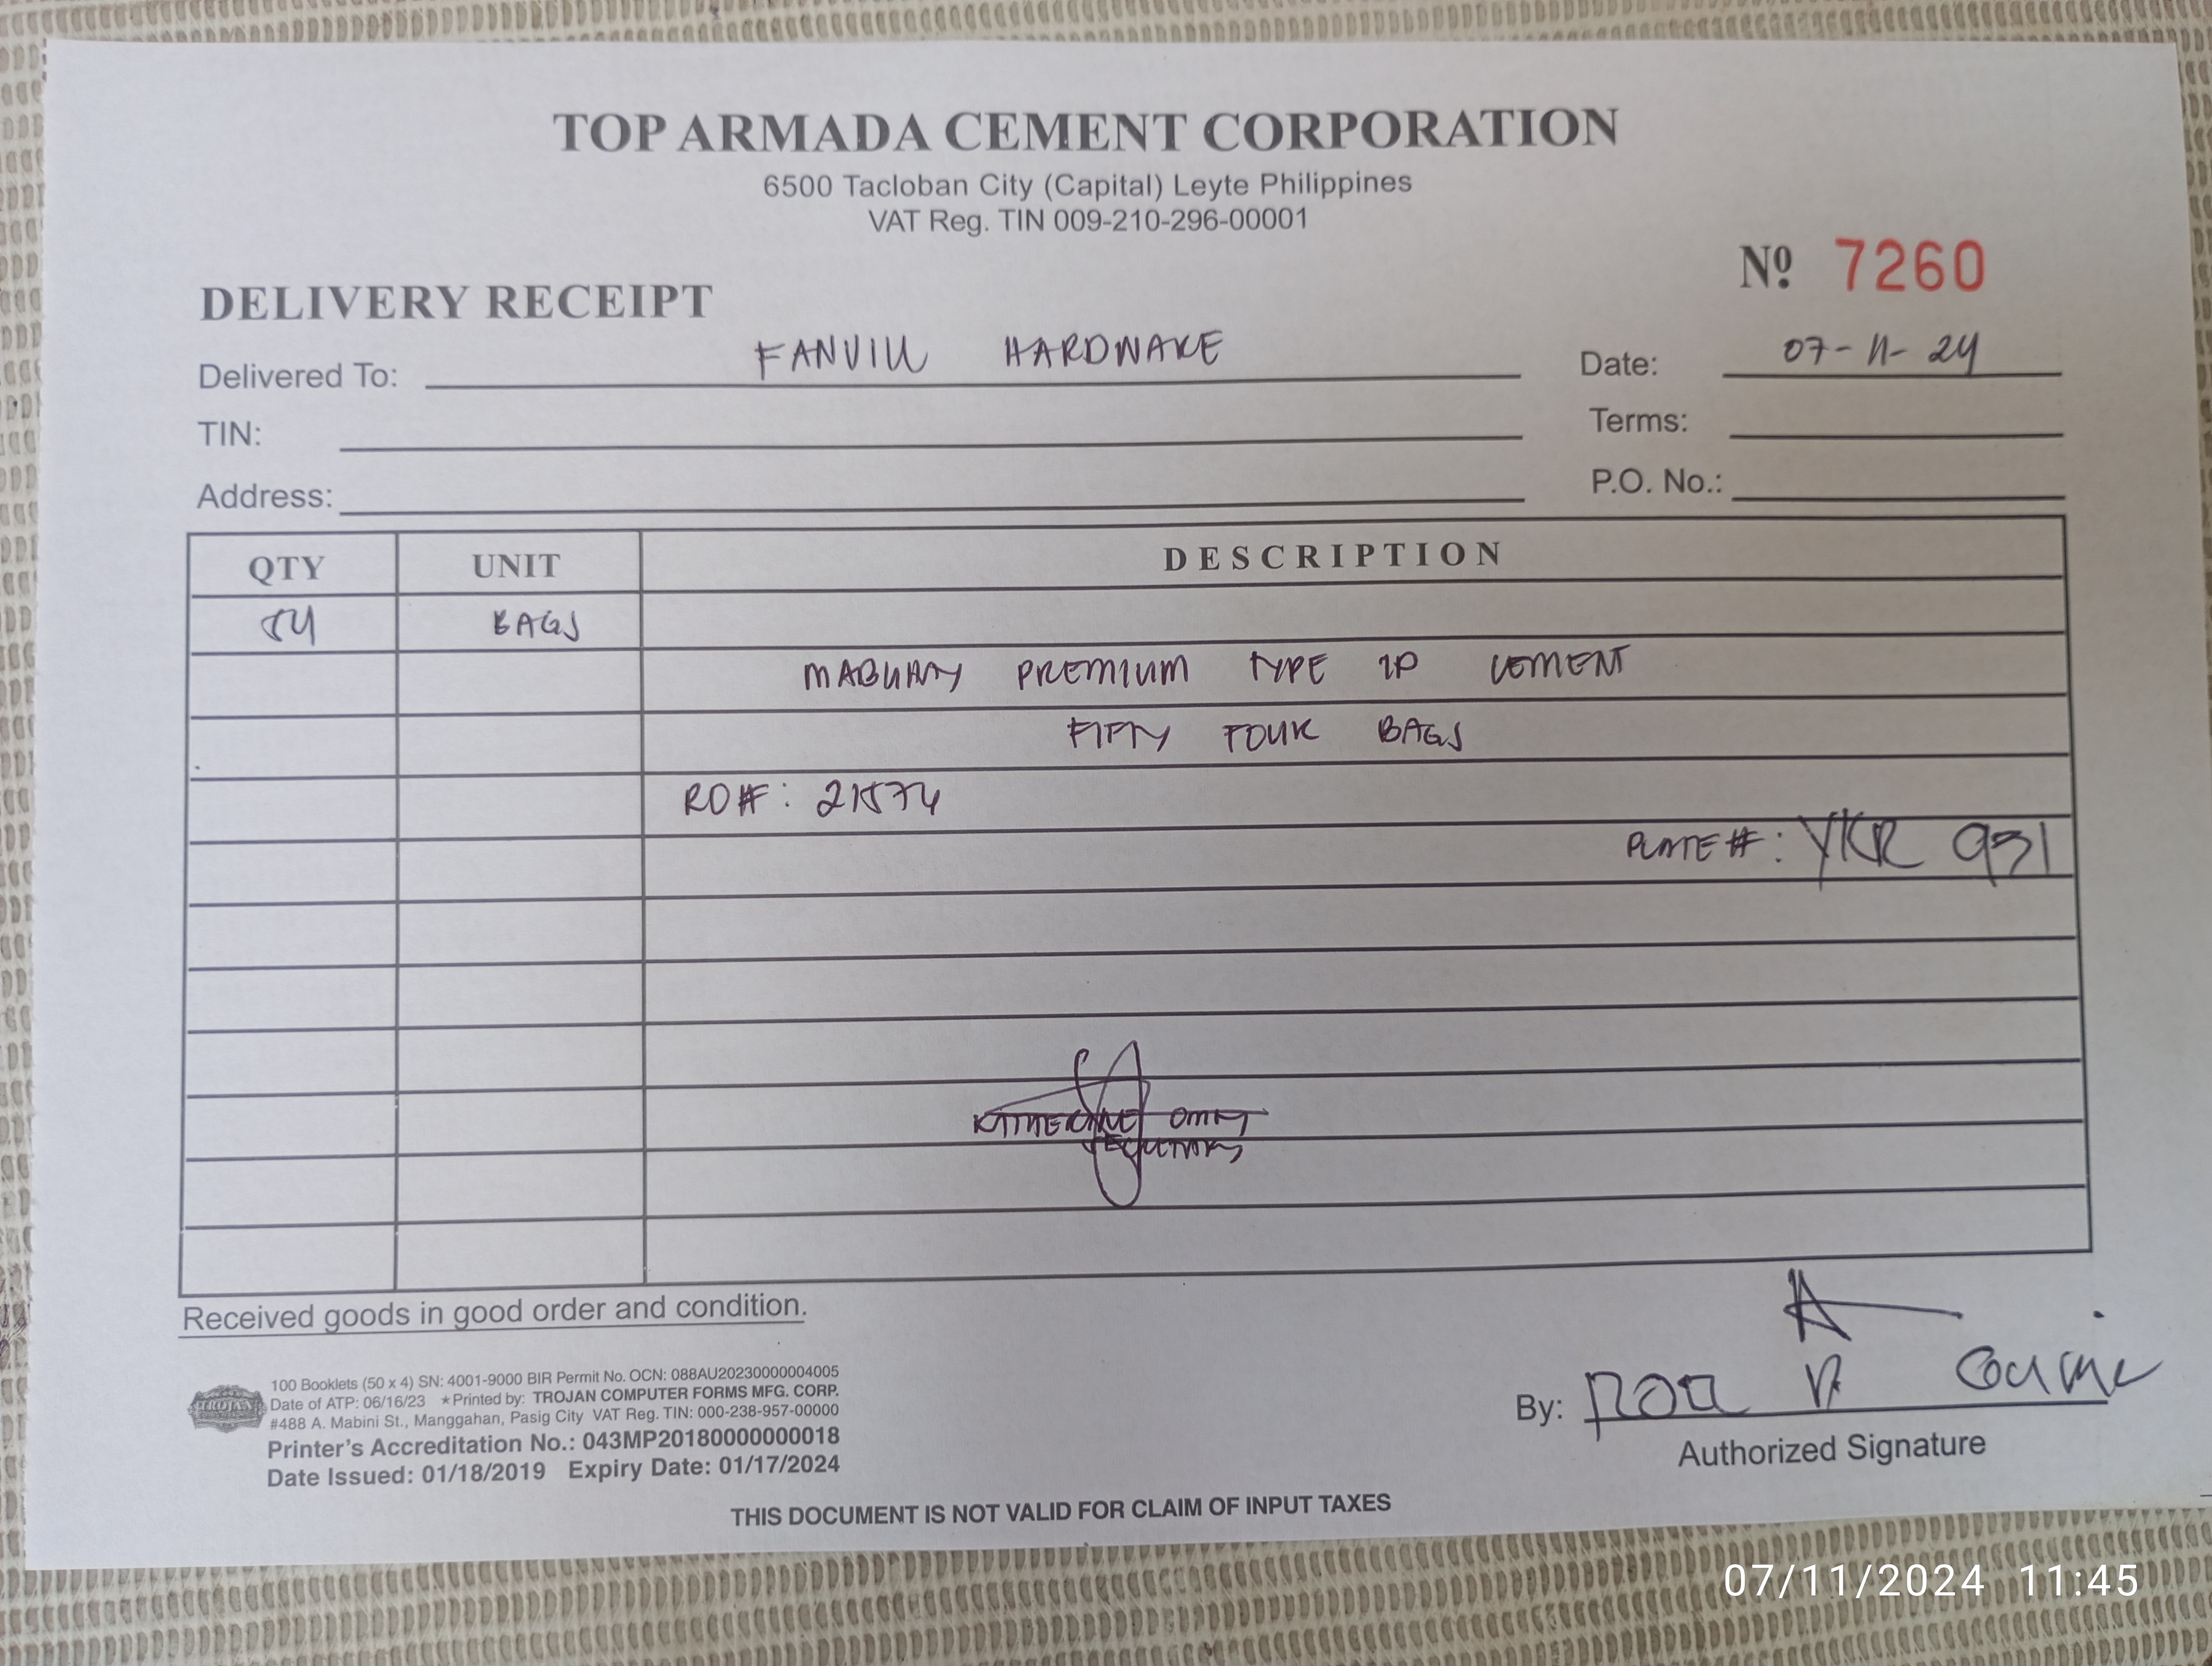 TOP ARMADA CEMENT CORPORATION
6500 Tacloban City (Capital) Leyte Philippines
VAT Reg. TIN 009-210-296-00001
Nº 7260
DELIVERY RECEIPT
Delivered To: FANVILL HARDWARE
Date: 07-11-24
TIN:
Terms:
Address:
P.O. No.:
QTY UNIT DESCRIPTION
54 BAGS
MABUHAY PREMIUM TYPE 1P CEMENT
FIFTY FOUR BAGS
RO#: 21574
PLATE#: YKR 931
KATHERINE
Received goods in good order and condition.
100 Booklets (50 x 4) SN: 4001-9000 BIR Permit No. OCN: 088AU20230000004005
Date of ATP: 06/16/23 ★Printed by: TROJAN COMPUTER FORMS MFG. CORP.
#488 A. Mabini St., Manggahan, Pasig City VAT Reg. TIN: 000-238-957-00000
TROJAN
Printer's Accreditation No.: 043MP20180000000018
Date Issued: 01/18/2019 Expiry Date: 01/17/2024
By:
Authorized Signature
THIS DOCUMENT IS NOT VALID FOR CLAIM OF INPUT TAXES
07/11/2024 11:45